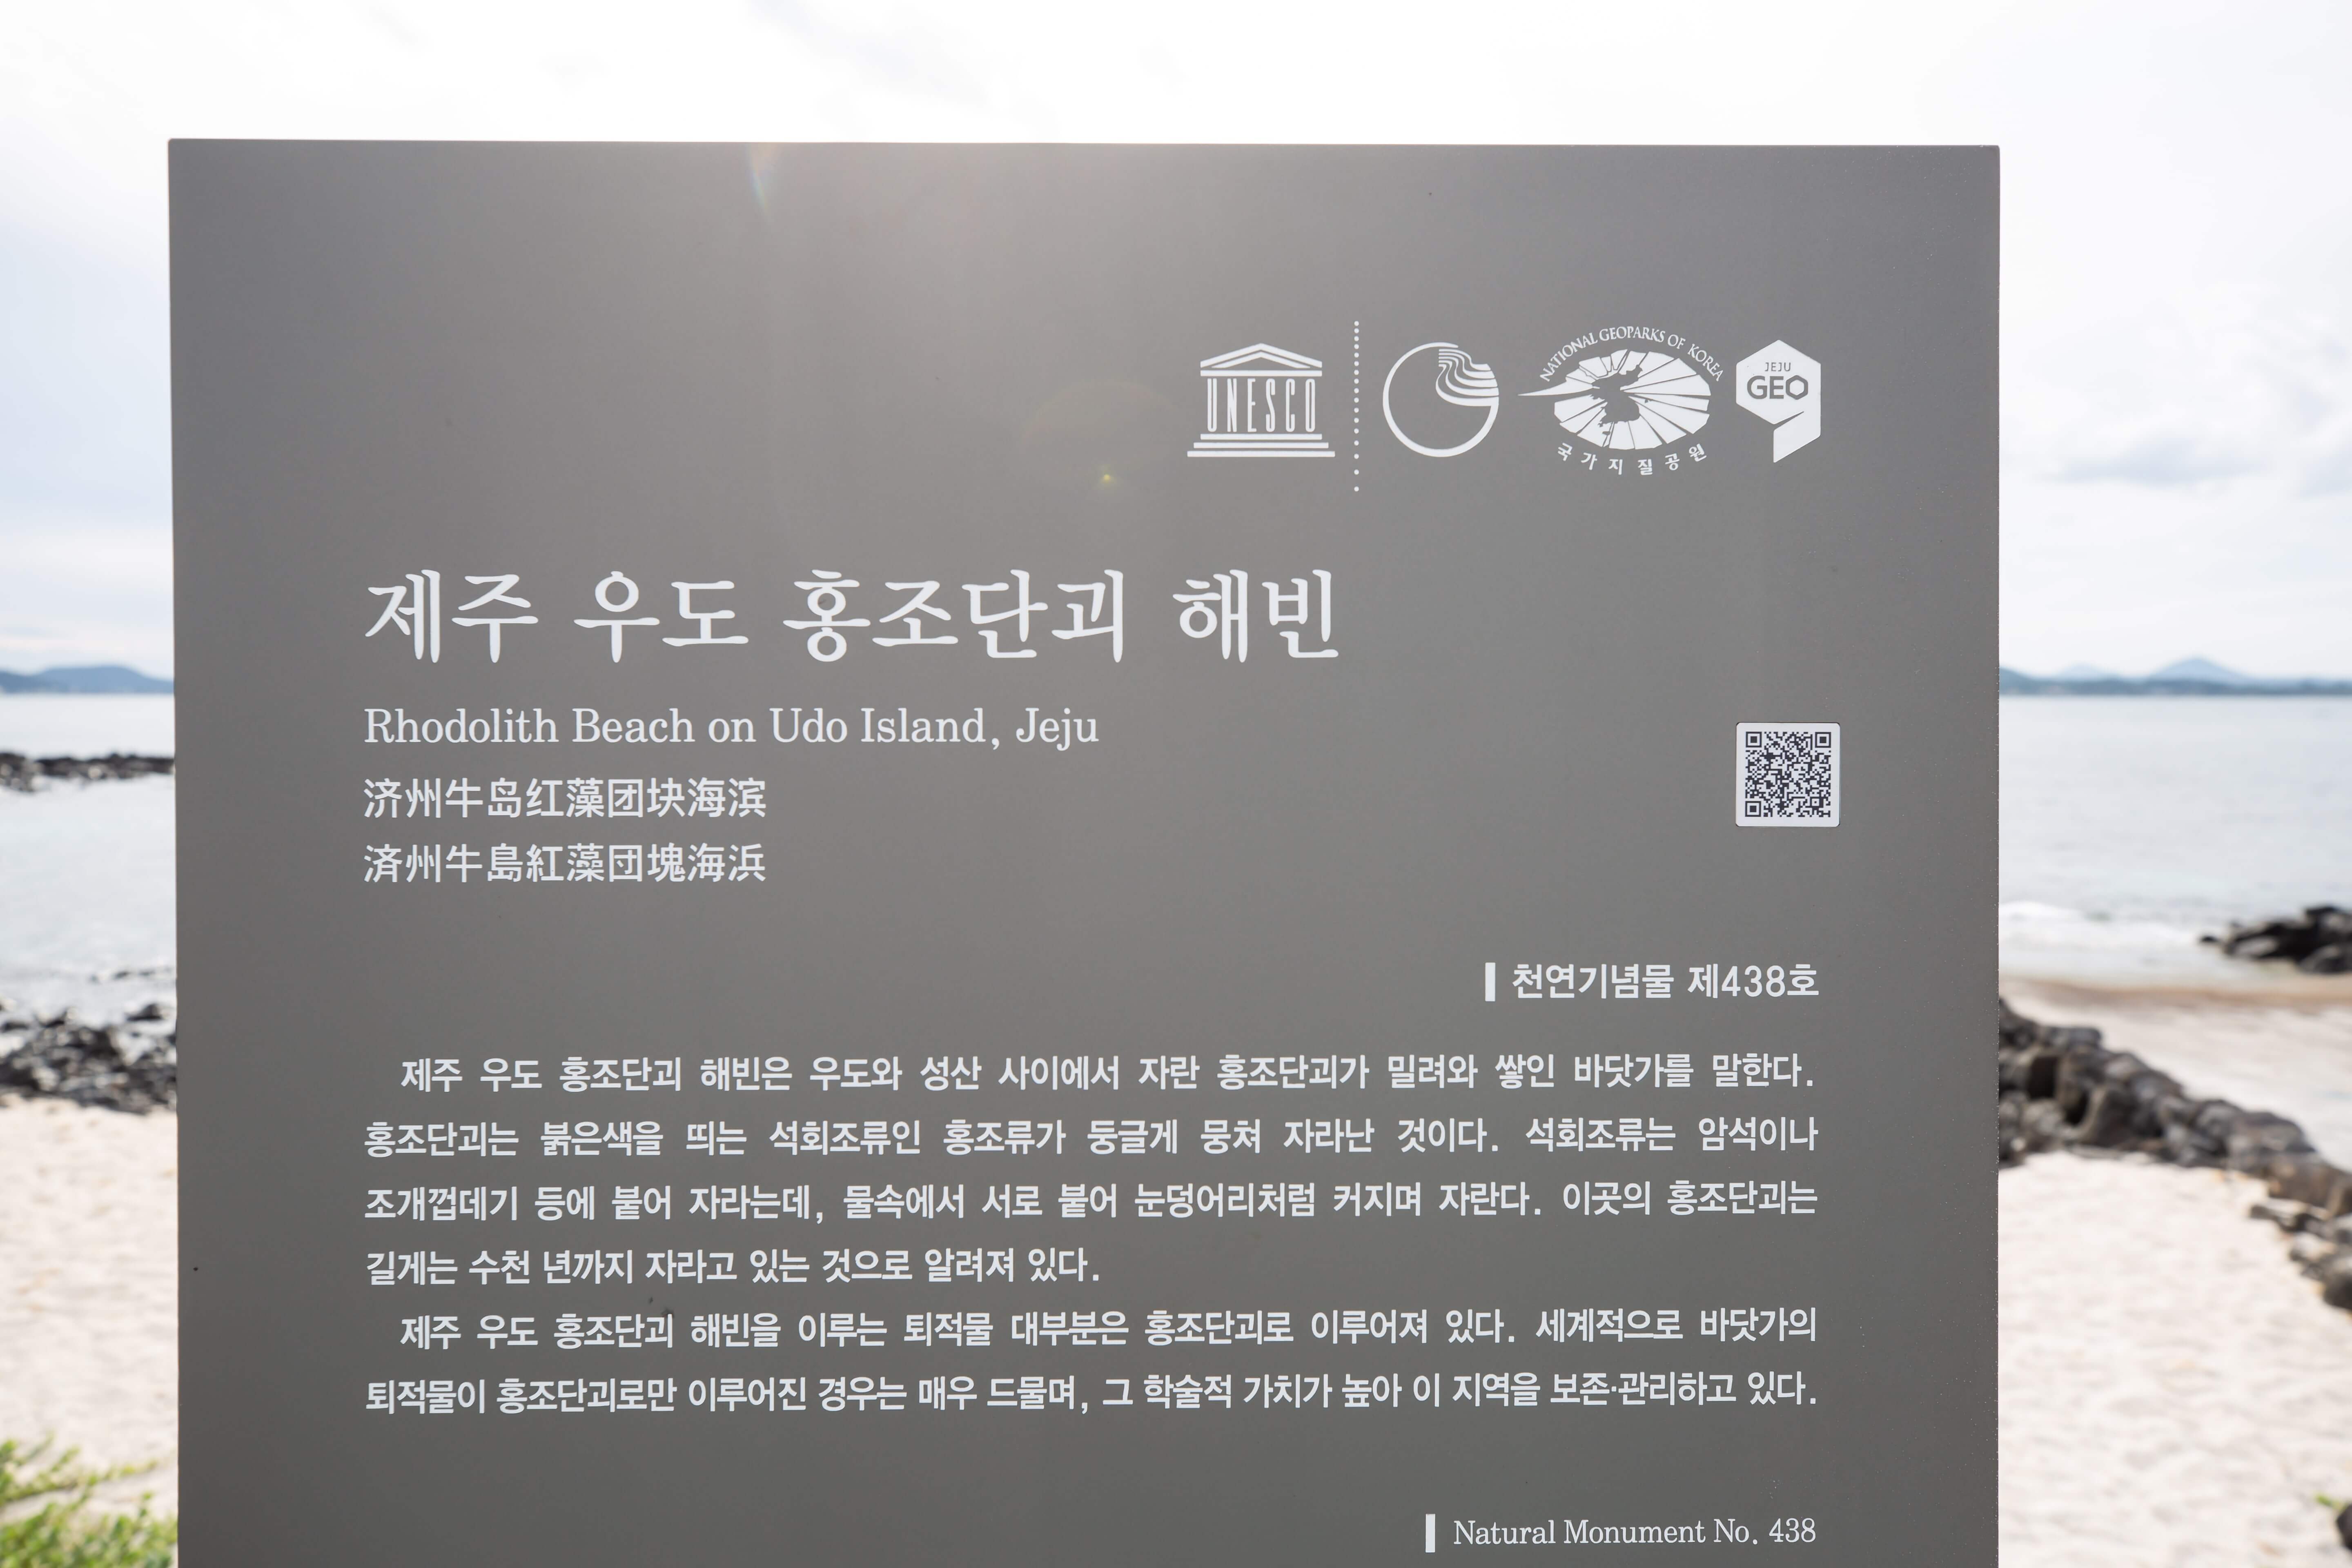 UNESCO
NATIONAL GEOPARKS OF KOREA
국가지질공원
JEJU
GEO
제주 우도 홍조단괴 해빈
Rhodolith Beach on Udo Island, Jeju
济州牛岛红藻团块海滨
済州牛島紅藻団塊海浜
천연기념물 제438호
제주 우도 홍조단괴 해빈은 우도와 성산 사이에서 자란 홍조단괴가 밀려와 쌓인 바닷가를 말한다.
홍조단괴는 붉은색을 띄는 석회조류인 홍조류가 둥글게 뭉쳐 자라난 것이다. 석회조류는 암석이나
조개껍데기 등에 붙어 자라는데, 물속에서 서로 붙어 눈덩어리처럼 커지며 자란다. 이곳의 홍조단괴는
길게는 수천 년까지 자라고 있는 것으로 알려져 있다.
제주 우도 홍조단괴 해빈을 이루는 퇴적물 대부분은 홍조단괴로 이루어져 있다. 세계적으로 바닷가의
퇴적물이 홍조단괴로만 이루어진 경우는 매우 드물며, 그 학술적 가치가 높아 이 지역을 보존·관리하고 있다.
Natural Monument No. 438